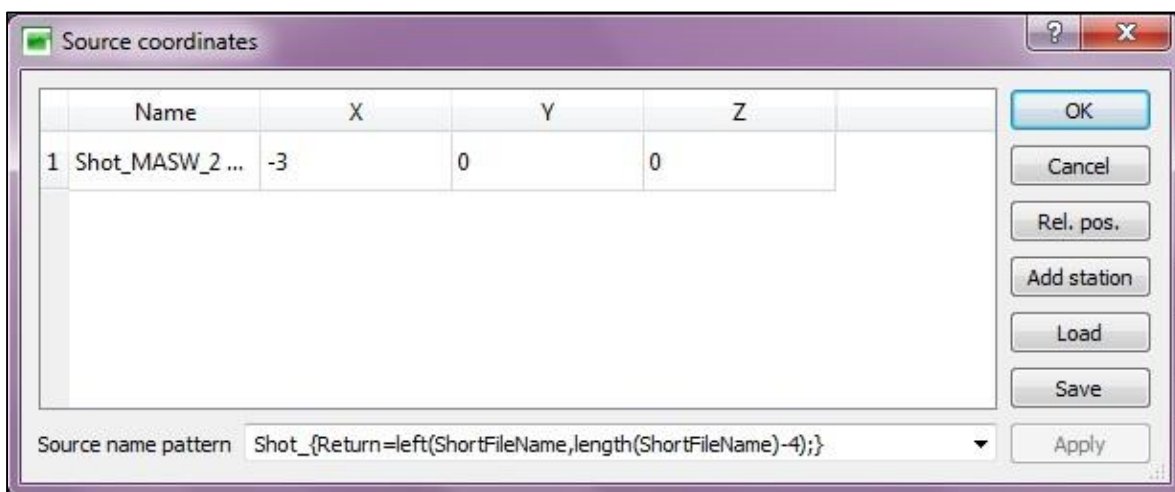 Source coordinates
?
X
Name X Y Z
1 Shot_MASW_2 ... -3 0 0
OK
Cancel
Rel. pos.
Add station
Load
Save
Source name pattern Shot_{Return=left(ShortFileName,length(ShortFileName)-4);} Apply